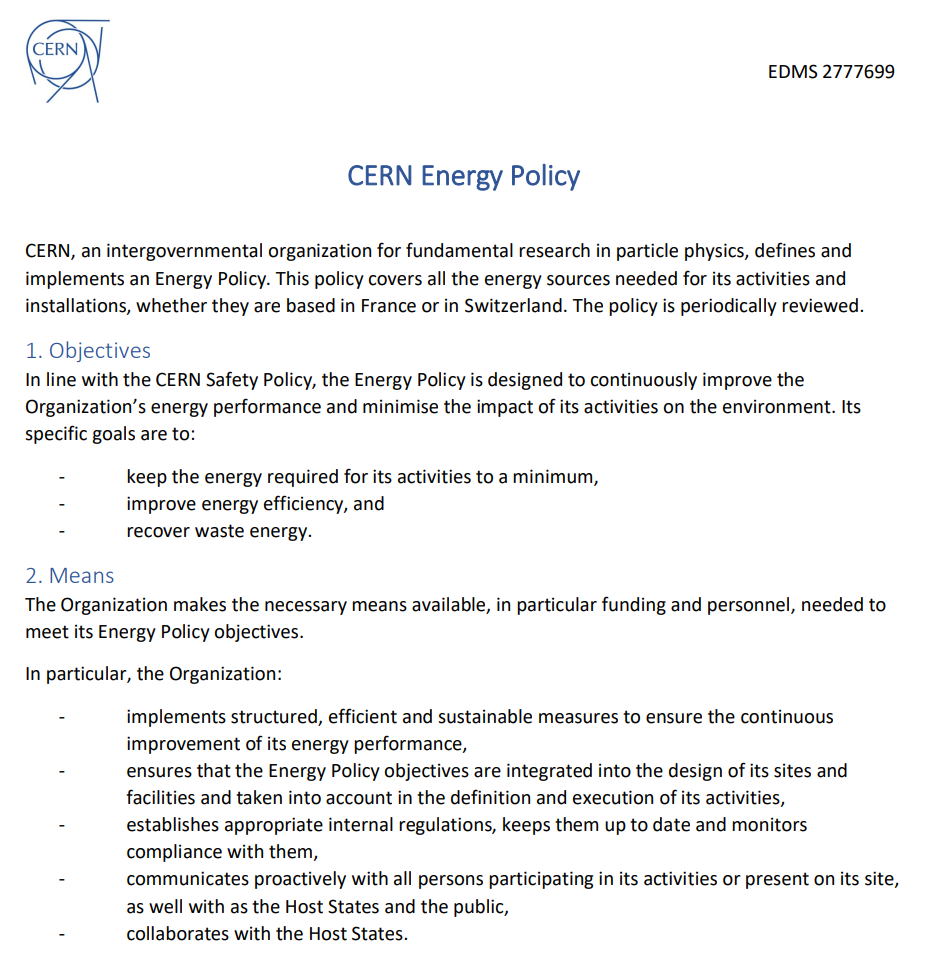 CERN
EDMS 2777699
CERN Energy Policy
CERN, an intergovernmental organization for fundamental research in particle physics, defines and
implements an Energy Policy. This policy covers all the energy sources needed for its activities and
installations, whether they are based in France or in Switzerland. The policy is periodically reviewed.
1. Objectives
In line with the CERN Safety Policy, the Energy Policy is designed to continuously improve the
Organization’s energy performance and minimise the impact of its activities on the environment. Its
specific goals are to:
- keep the energy required for its activities to a minimum,
- improve energy efficiency, and
- recover waste energy.
2. Means
The Organization makes the necessary means available, in particular funding and personnel, needed to
meet its Energy Policy objectives.
In particular, the Organization:
- implements structured, efficient and sustainable measures to ensure the continuous
improvement of its energy performance,
- ensures that the Energy Policy objectives are integrated into the design of its sites and
facilities and taken into account in the definition and execution of its activities,
- establishes appropriate internal regulations, keeps them up to date and monitors
compliance with them,
- communicates proactively with all persons participating in its activities or present on its site,
as well with as the Host States and the public,
- collaborates with the Host States.